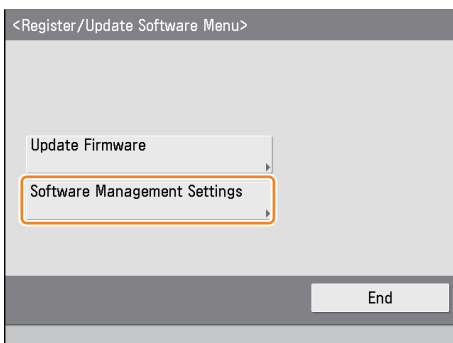 <Register/Update Software Menu>
Update Firmware
Software Management Settings
End